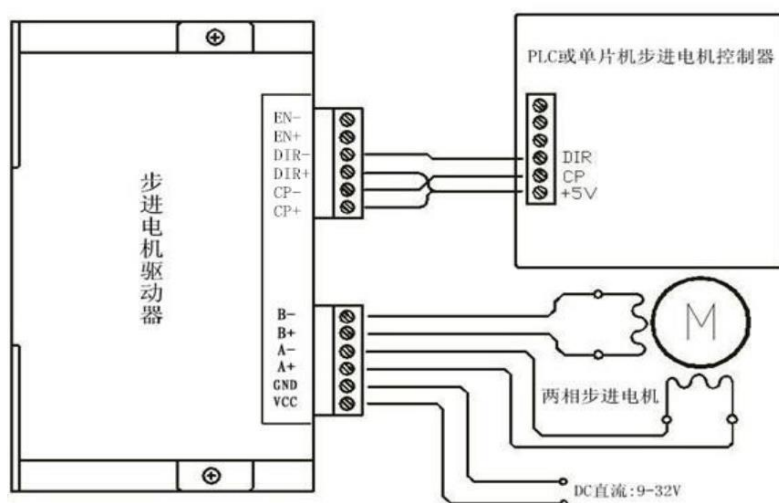 PLC或单片机步进电机控制器
EN-
EN+
DIR-
DIR+
CP-
CP+
DIR
CP
+5V
步进电机驱动器
B-
B+
A-
A+
GND
VCC
M
两相步进电机
DC直流:9-32V